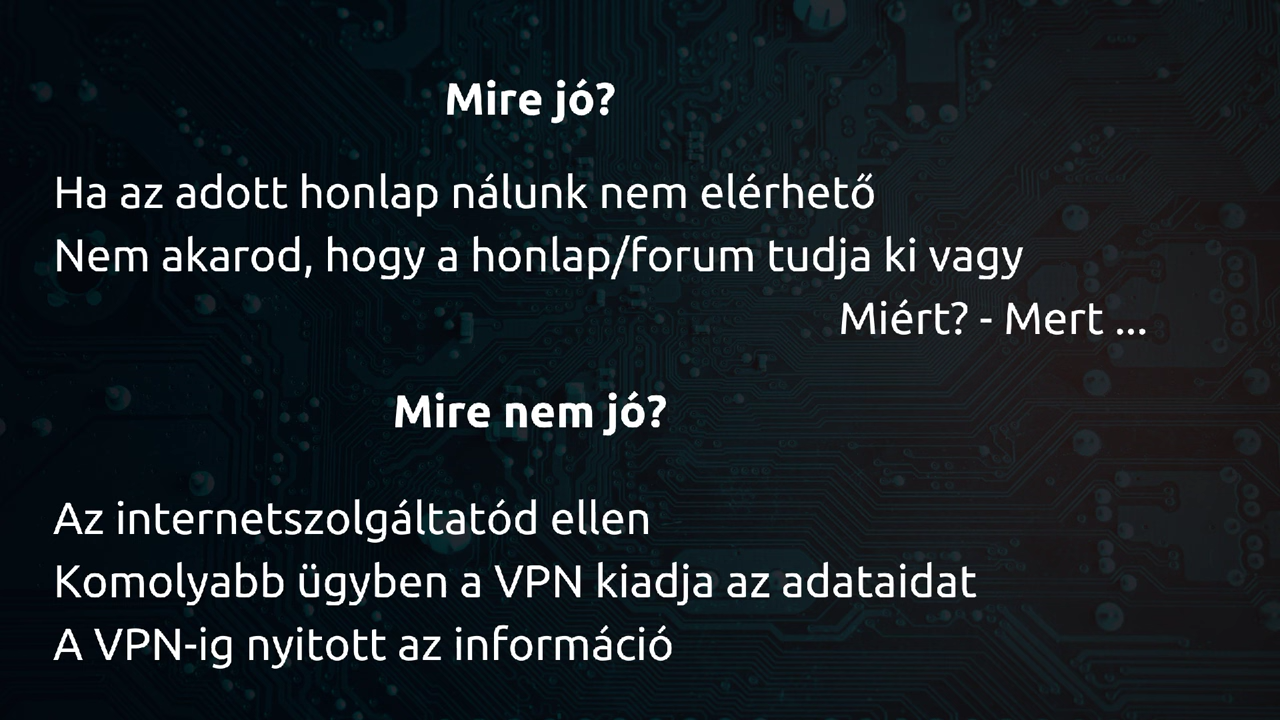 Mire jó?
Ha az adott honlap nálunk nem elérhető
Nem akarod, hogy a honlap/forum tudja ki vagy
Miért? - Mert ...
Mire nem jó?
Az internetszolgáltatód ellen
Komolyabb ügyben a VPN kiadja az adataidat
A VPN-ig nyitott az információ